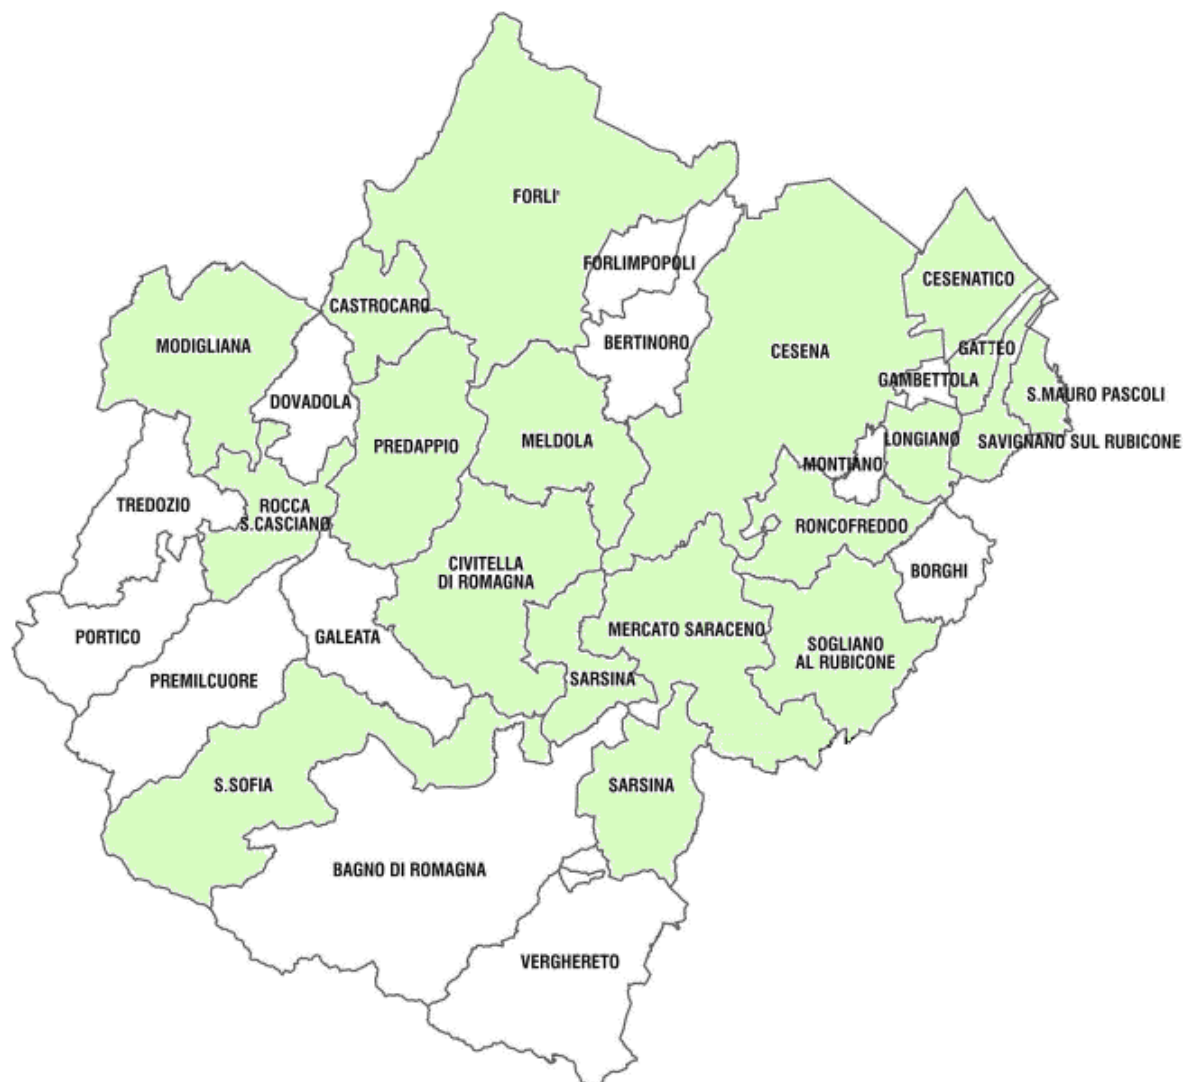 FORLI'
FORLIMPOPOLI
CESENATICO
CASTROCARO
MODIGLIANA
BERTINORO
CESENA
GATTEO
GAMBETTOLA
DOVADOLA
S.MAURO PASCOLI
PREDAPPIO
MELDOLA
LONGIANO
SAVIGNANO SUL RUBICONE
MONTIANO
TREDOZIO
ROCCA
S.CASCIANO
RONCOFREDDO
CIVITELLA
DI ROMAGNA
BORGHI
PORTICO
GALEATA
MERCATO SARACENO
SOGLIANO
AL RUBICONE
PREMILCUORE
SARSINA
S.SOFIA
SARSINA
BAGNO DI ROMAGNA
VERGHERETO